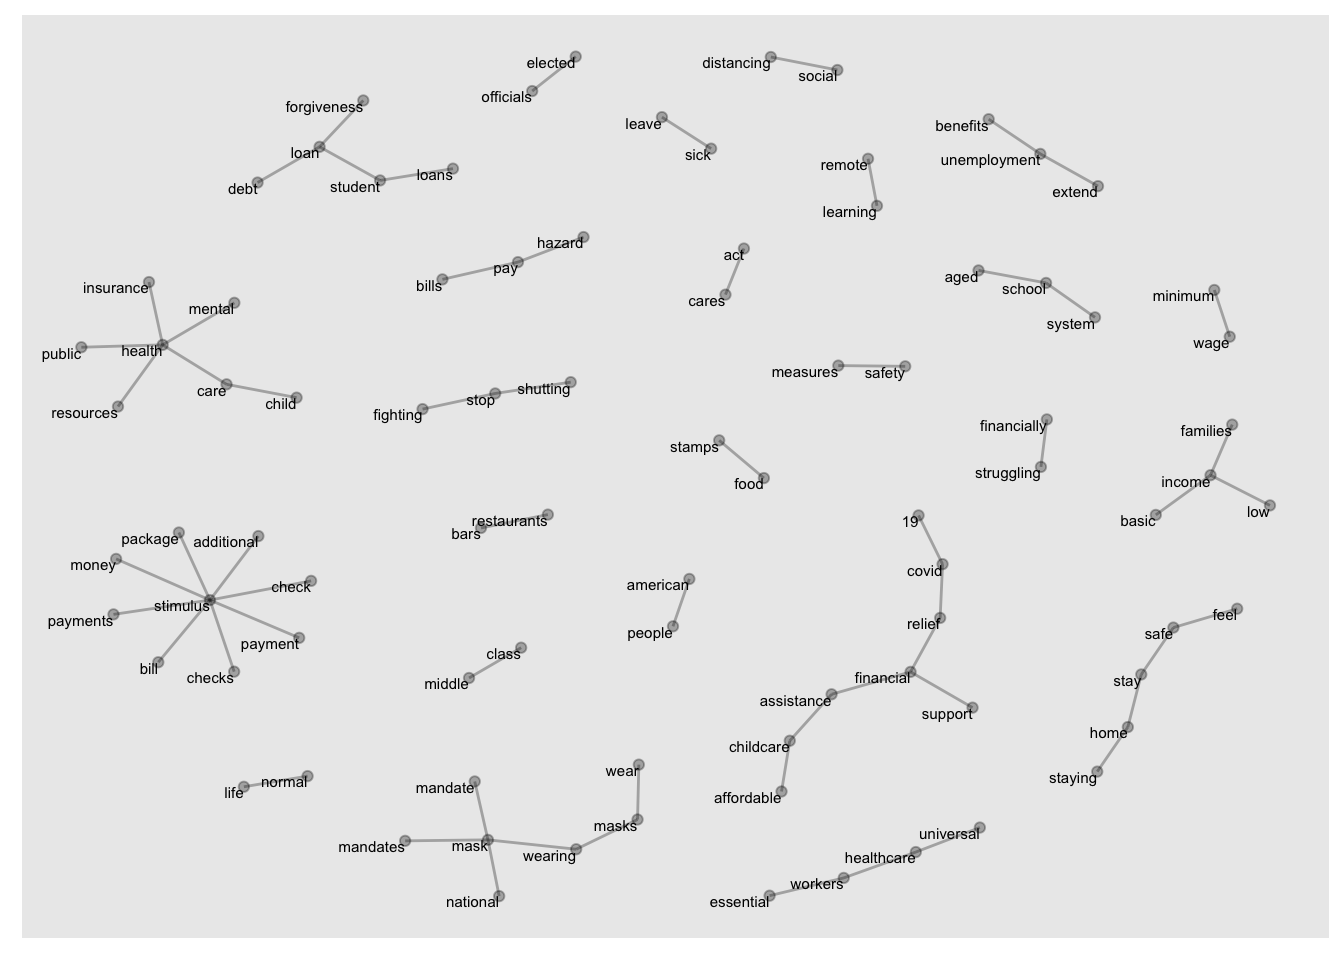 elected
distancing
social
officials
forgiveness
leave
benefits
loan
sick
unemployment
remote
loans
debt
student
extend
learning
hazard
act
pay
aged
bills
school
insurance
minimum
cares
mental
system
wage
public
health
measures
safety
care
shutting
child
stop
resources
fighting
financially
families
stamps
struggling
income
food
low
restaurants
19
basic
bars
package
additional
money
covid
american
check
stimulus
feel
payments
relief
people
safe
payment
class
bill
checks
financial
stay
middle
assistance
support
home
childcare
wear
staying
normal
mandate
life
affordable
masks
universal
mandates
mask
wearing
healthcare
workers
national
essential